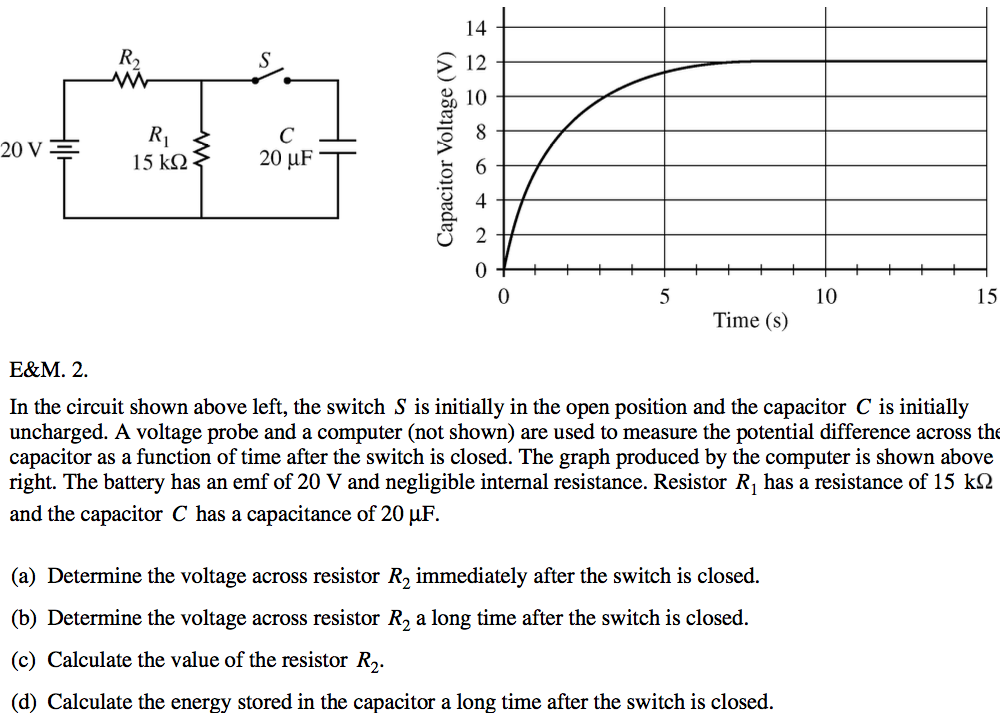 R₂
S
20 V
R₁
15 kΩ
C
20 μF
Capacitor Voltage (V)
14
12
10
8
6
4
2
0
0 5 10 15
Time (s)
E&M. 2.
In the circuit shown above left, the switch S is initially in the open position and the capacitor C is initially
uncharged. A voltage probe and a computer (not shown) are used to measure the potential difference across the
capacitor as a function of time after the switch is closed. The graph produced by the computer is shown above
right. The battery has an emf of 20 V and negligible internal resistance. Resistor R₁ has a resistance of 15 kΩ
and the capacitor C has a capacitance of 20 μF.
(a) Determine the voltage across resistor R₂ immediately after the switch is closed.
(b) Determine the voltage across resistor R₂ a long time after the switch is closed.
(c) Calculate the value of the resistor R₂.
(d) Calculate the energy stored in the capacitor a long time after the switch is closed.